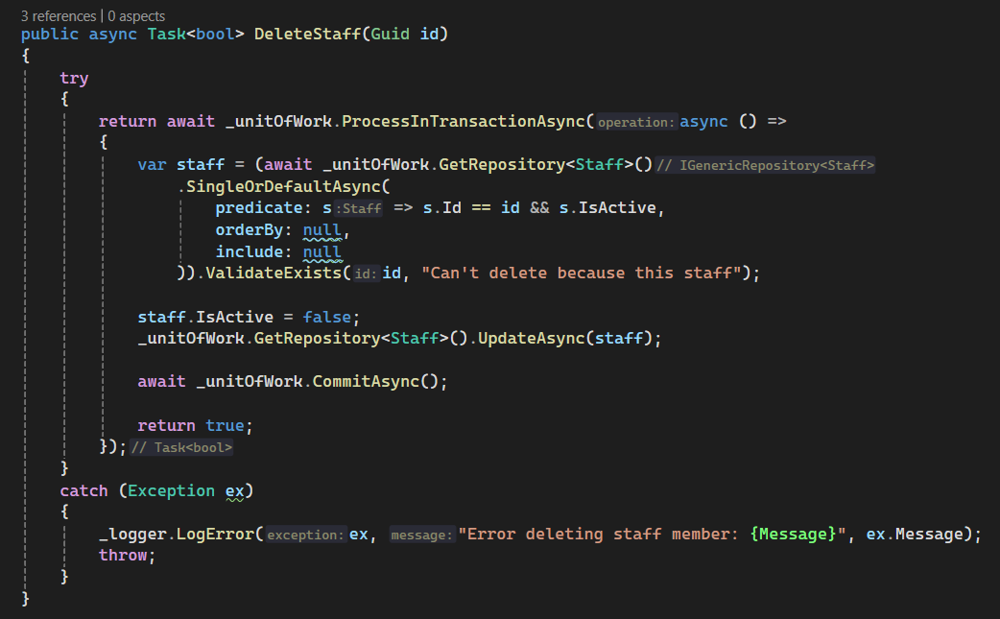 3 references | 0 aspects
public async Task<bool> DeleteStaff(Guid id)
{
    try
    {
        return await _unitOfWork.ProcessInTransactionAsync(operation: async () =>
        {
            var staff = (await _unitOfWork.GetRepository<Staff>() // IGenericRepository<Staff>
                .SingleOrDefaultAsync(
                    predicate: s :Staff => s.Id == id && s.IsActive,
                    orderBy: null,
                    include: null
                )).ValidateExists(id: id, "Can't delete because this staff");

            staff.IsActive = false;
            _unitOfWork.GetRepository<Staff>().UpdateAsync(staff);

            await _unitOfWork.CommitAsync();

            return true;
        }); // Task<bool>
    }
    catch (Exception ex)
    {
        _logger.LogError(exception: ex, message: "Error deleting staff member: {Message}", ex.Message);
        throw;
    }
}